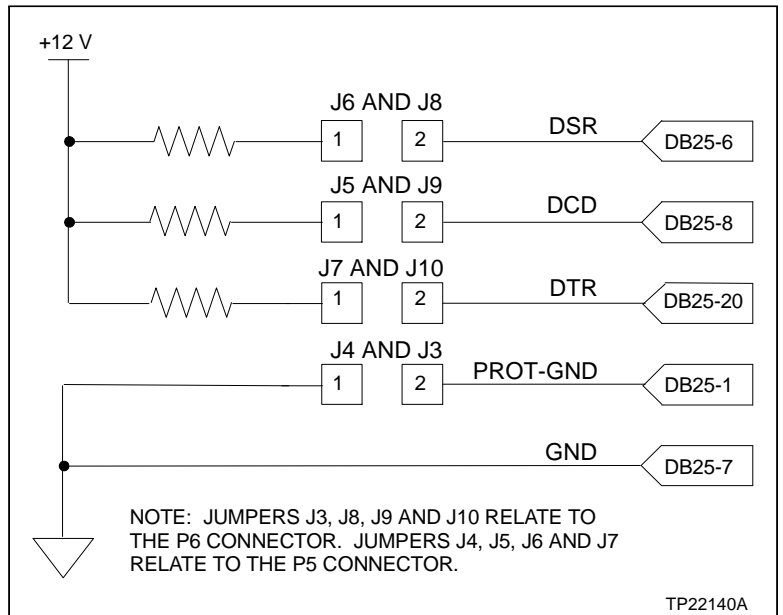 +12 V
J6 AND J8
1 2 DSR DB25-6
J5 AND J9
1 2 DCD DB25-8
J7 AND J10
1 2 DTR DB25-20
J4 AND J3
1 2 PROT-GND DB25-1
GND DB25-7
NOTE: JUMPERS J3, J8, J9 AND J10 RELATE TO
THE P6 CONNECTOR. JUMPERS J4, J5, J6 AND J7
RELATE TO THE P5 CONNECTOR.
TP22140A